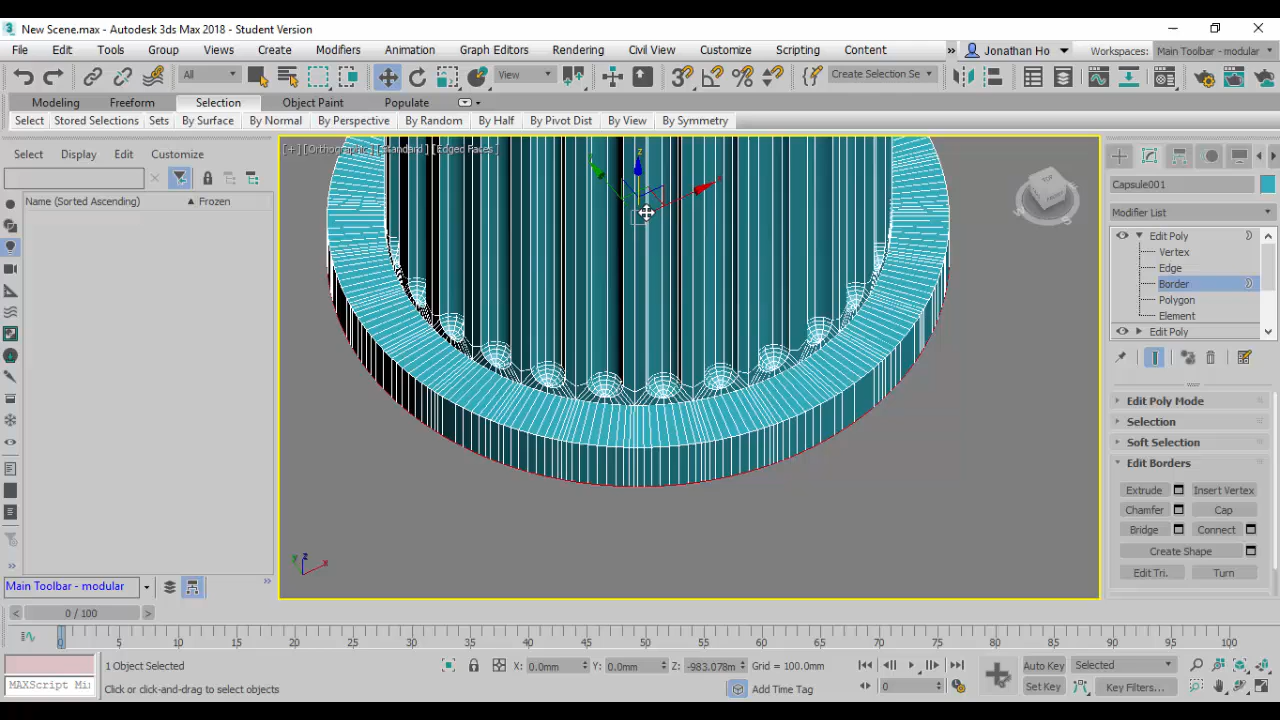 New Scene.max - Autodesk 3ds Max 2018 - Student Version
File Edit Tools Group Views Create Modifiers Animation Graph Editors Rendering Civil View Customize Scripting Content » Jonathan Ho Workspaces: Main Toolbar - modular
All View Create Selection Se
Modeling Freeform Selection Object Paint Populate
Select Stored Selections Sets By Surface By Normal By Perspective By Random By Half By Pivot Dist By View By Symmetry
Select Display Edit Customize
Name (Sorted Ascending) Frozen
[+] [Orthographic] [Standard] [Edged Faces]
z
x
TOP
Capsule001
Modifier List
Edit Poly
Vertex
Edge
Border
Polygon
Element
Edit Poly
Edit Poly Mode
Selection
Soft Selection
Edit Borders
Extrude Insert Vertex
Chamfer Cap
Bridge Connect
Create Shape
Edit Tri. Turn
z
y x
Main Toolbar - modular »
< 0 / 100 >
0 5 10 15 20 25 30 35 40 45 50 55 60 65 70 75 80 85 90 95 100
1 Object Selected X: 0.0mm Y: 0.0mm Z: -983.078m Grid = 100.0mm Auto Key Selected
MAXScript Mi Click or click-and-drag to select objects Add Time Tag 0 Set Key Key Filters...